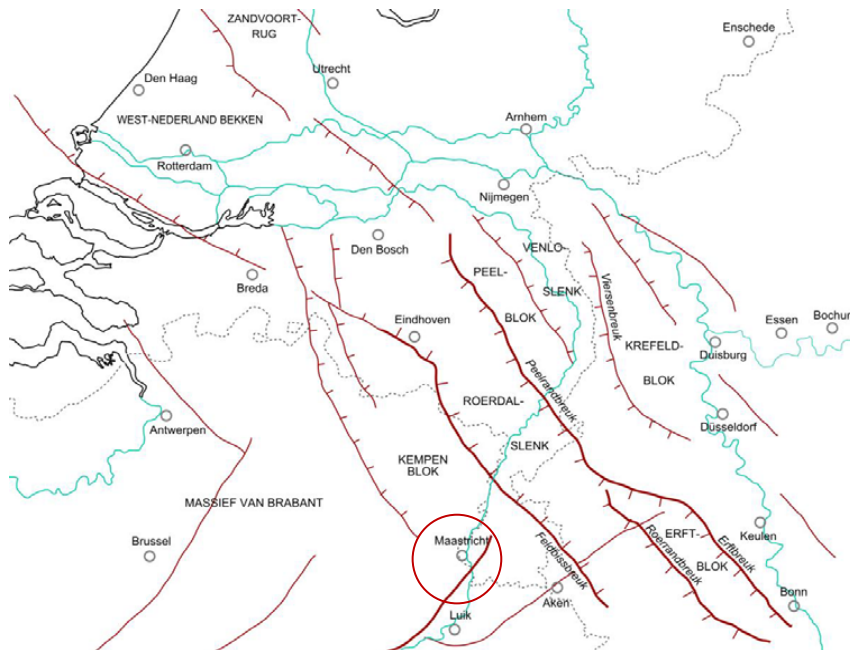 ZANDVOORT-
RUG
Enschede
Utrecht
Den Haag
WEST-NEDERLAND BEKKEN
Arnhem
Rotterdam
Nijmegen
Den Bosch
VENLO-
SLENK
PEEL-
BLOK
Breda
Viersenbreuk
Eindhoven
Essen
Bochum
KREFELD-
BLOK
Duisburg
Peelrandbreuk
ROERDAL-
SLENK
Antwerpen
Düsseldorf
KEMPEN
BLOK
MASSIEF VAN BRABANT
Brussel
Maastricht
Feldbissbreuk
ERFT-
BLOK
Roerrandbreuk
Erftbreuk
Keulen
Aken
Bonn
Luik